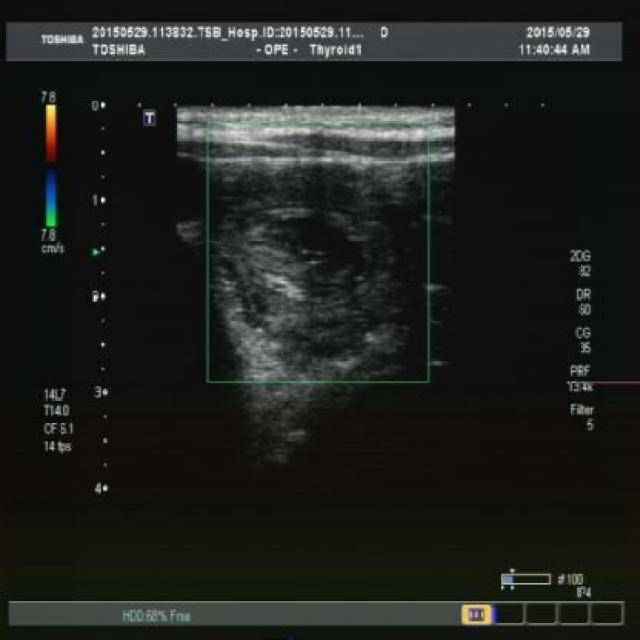 TOSHIBA 20150529.113832.TSB_Hosp.ID:20150529.11... D 2015/05/29
TOSHIBA - OPE - Thyroid1 11:40:44 AM
7.8
7.8
cm/s
T
0
1
2
3
4
2DG
82
DR
60
CG
35
PRF
13.4k
Filter
5
14L7
T14.0
CF 5.1
14 fps
#:100
IP4
HDD 68% Free